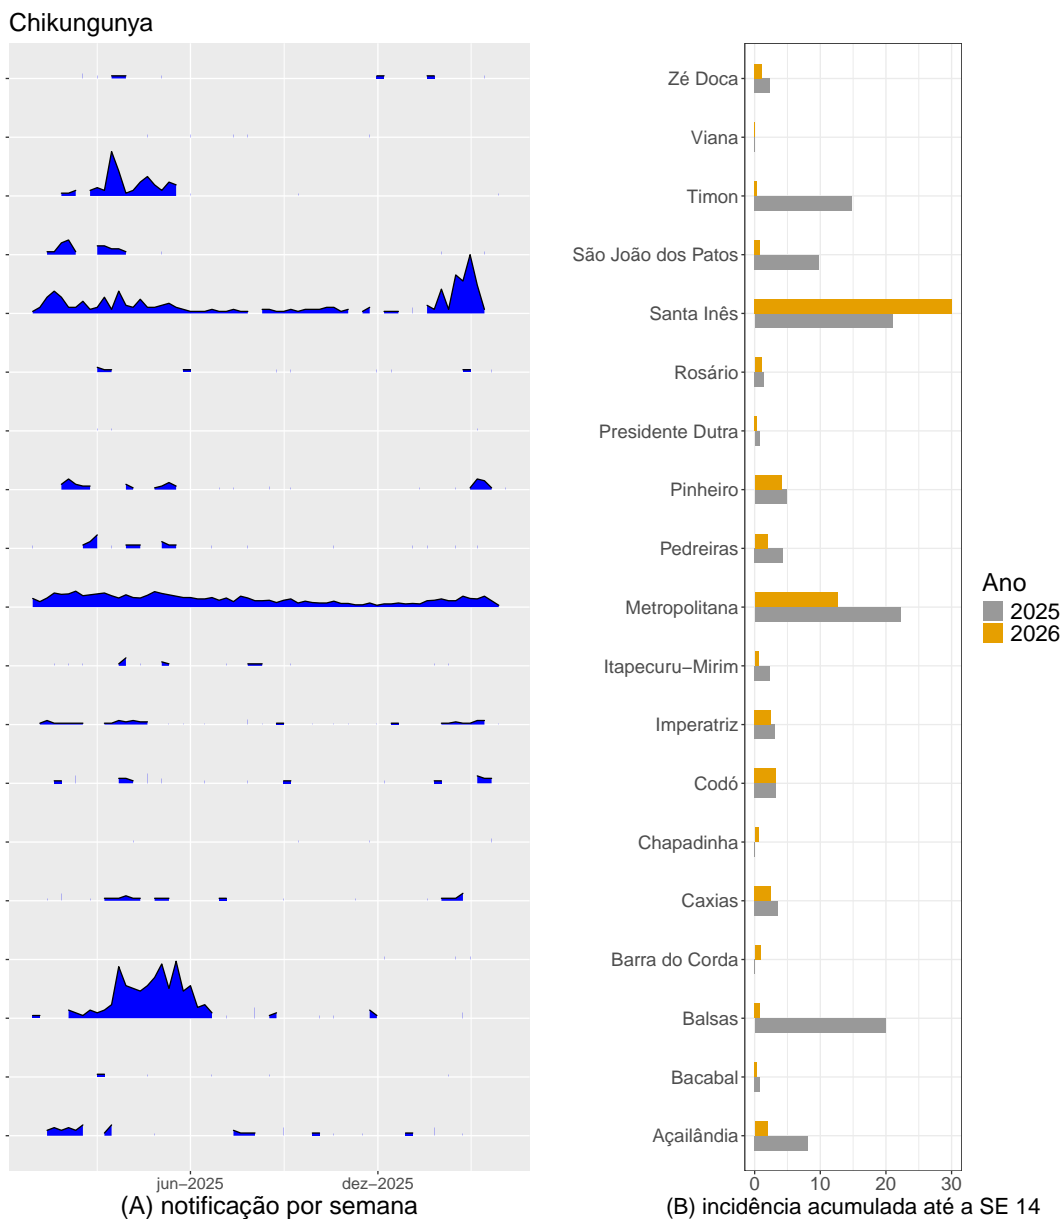 Chikungunya
Zé Doca
Viana
Timon
São João dos Patos
Santa Inês
Rosário
Presidente Dutra
Pinheiro
Pedreiras
Metropolitana
Itapecuru−Mirim
Imperatriz
Codó
Chapadinha
Caxias
Barra do Corda
Balsas
Bacabal
Açailândia
Ano
2025
2026
jun−2025 dez−2025
0 10 20 30
(A) notificação por semana
(B) incidência acumulada até a SE 14